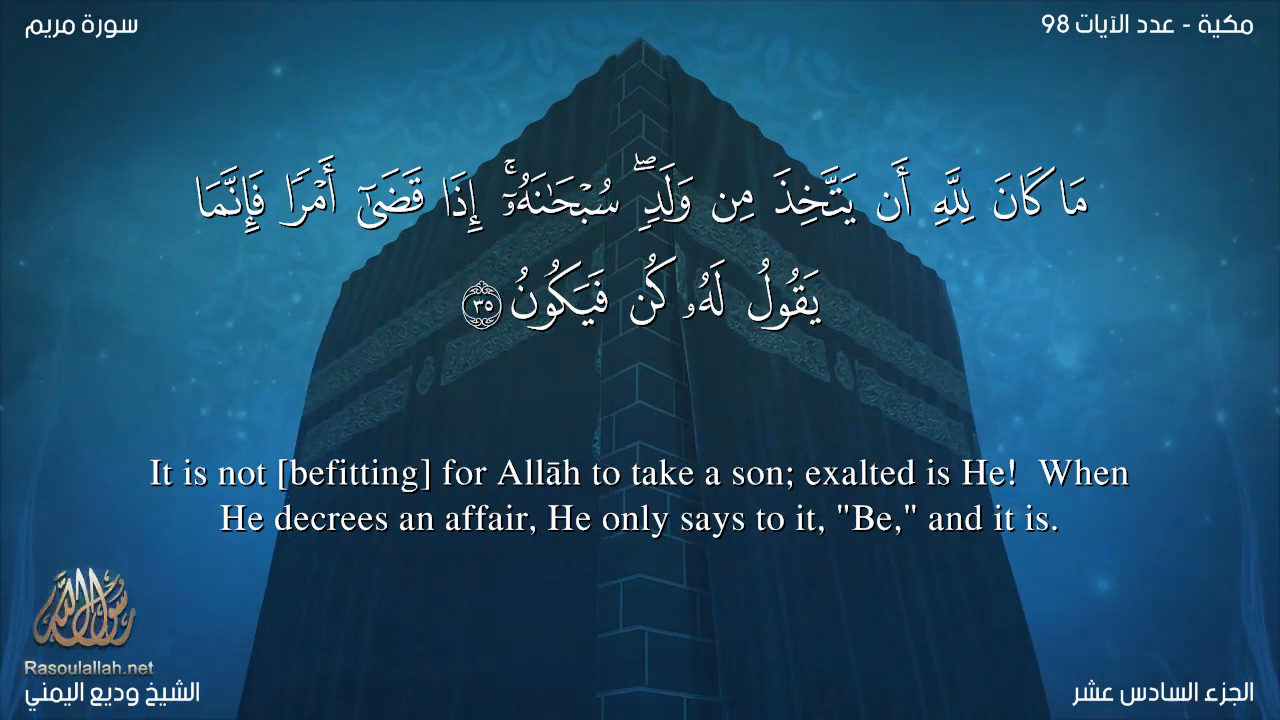 سورة مريم
مكية - عدد الآيات 98
مَا كَانَ لِلَّهِ أَن يَتَّخِذَ مِن وَلَدٖۖ سُبۡحَٰنَهُۥٓۚ إِذَا قَضَىٰٓ أَمۡرٗا فَإِنَّمَا
يَقُولُ لَهُۥ كُن فَيَكُونُ ٣٥
It is not [befitting] for Allāh to take a son; exalted is He! When
He decrees an affair, He only says to it, "Be," and it is.
رسول الله
Rasoulallah.net
الشيخ وديع اليمني
الجزء السادس عشر